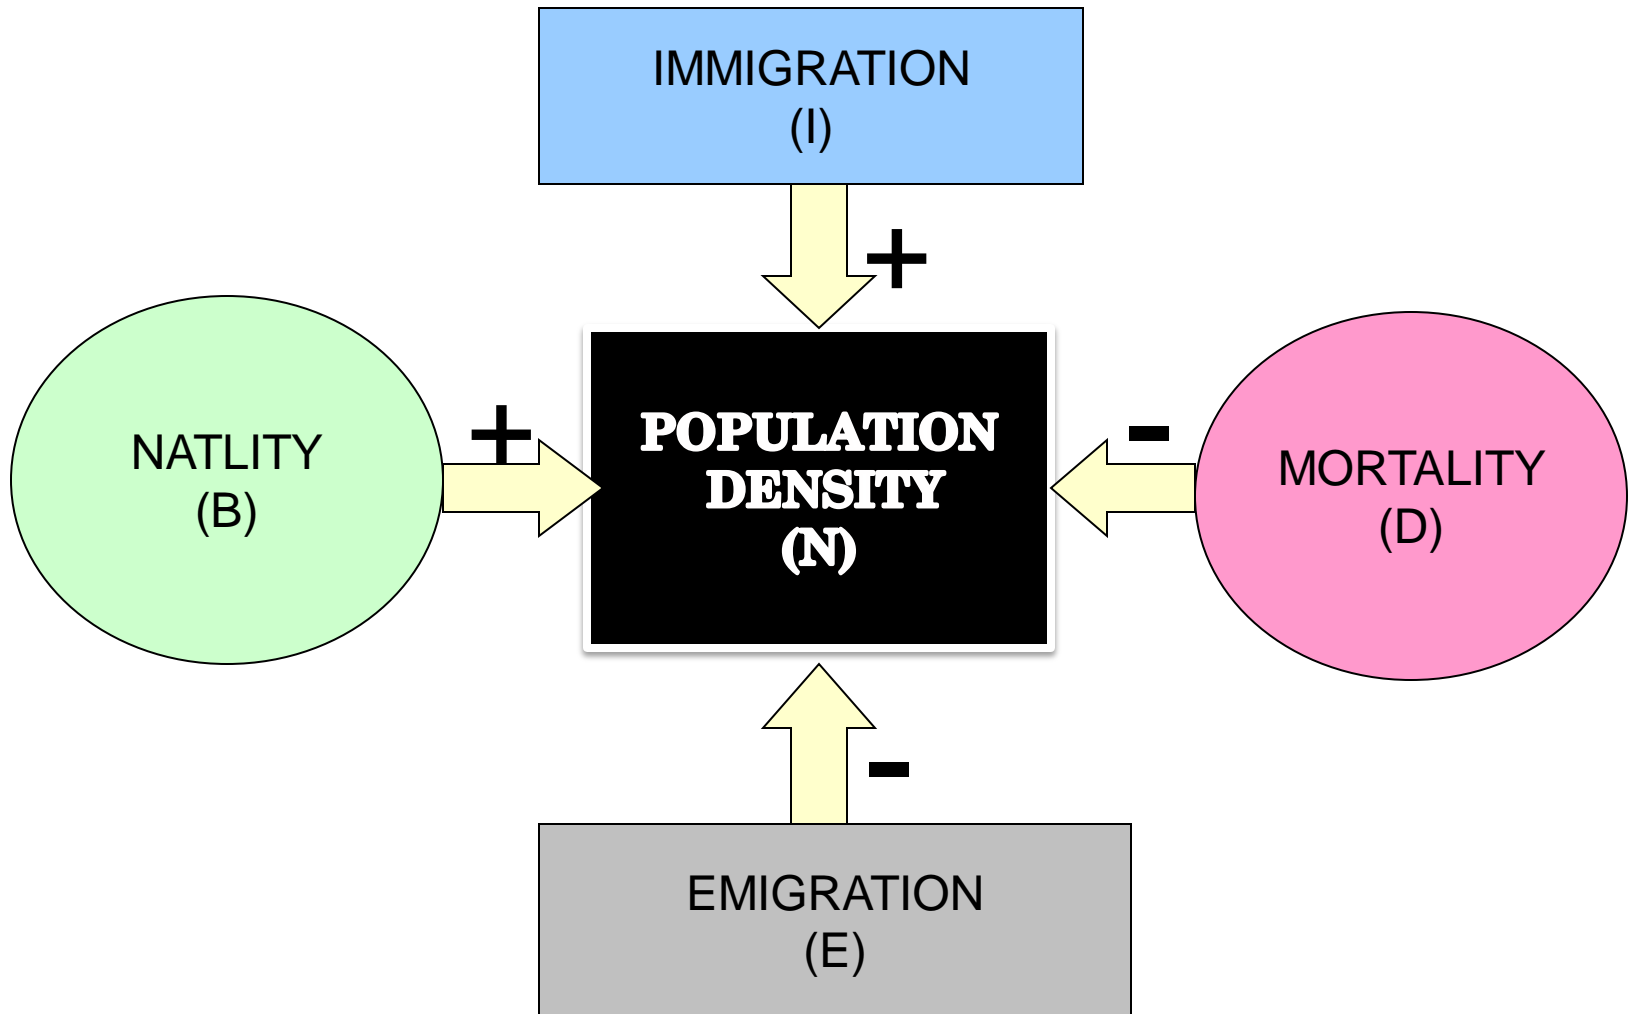 IMMIGRATION
(I)
+
NATLITY
(B)
+
POPULATION
DENSITY
(N)
-
MORTALITY
(D)
-
EMIGRATION
(E)